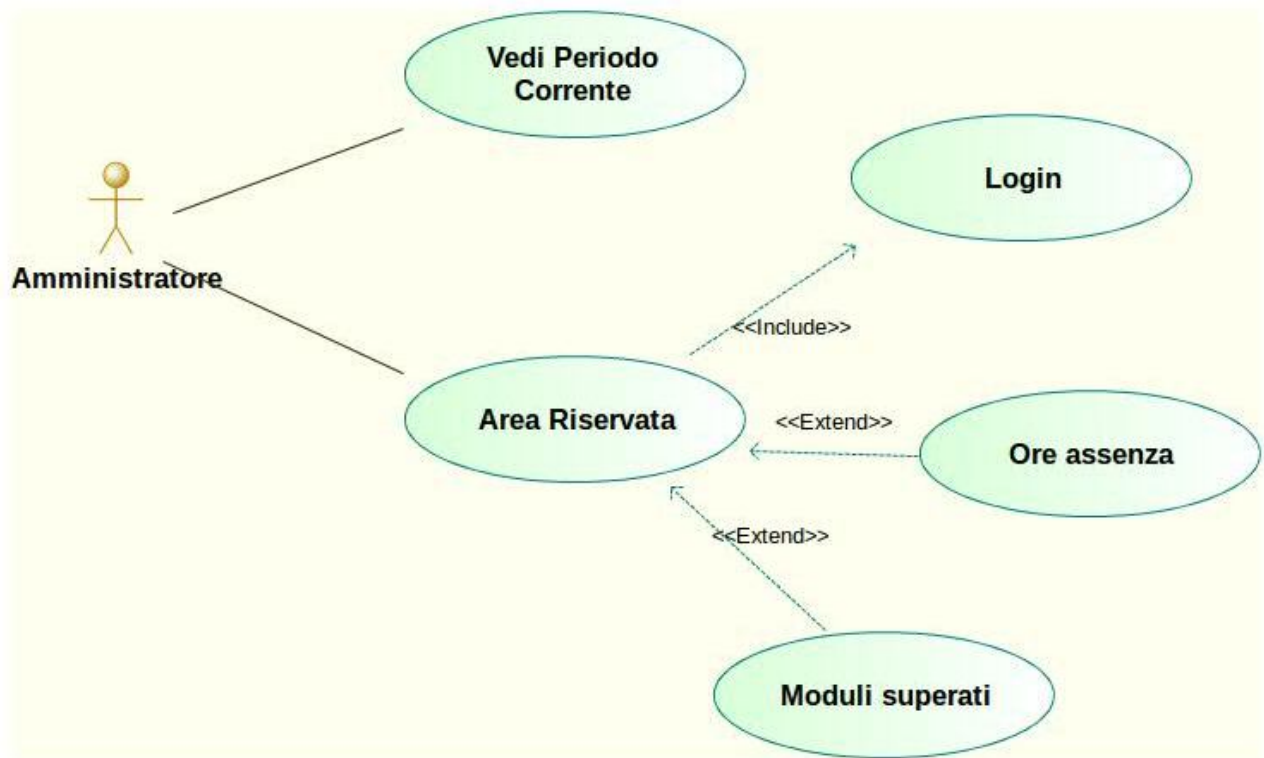 Vedi Periodo
Corrente
Login
Amministratore
<<Include>>
Area Riservata
<<Extend>>
Ore assenza
<<Extend>>
Moduli superati